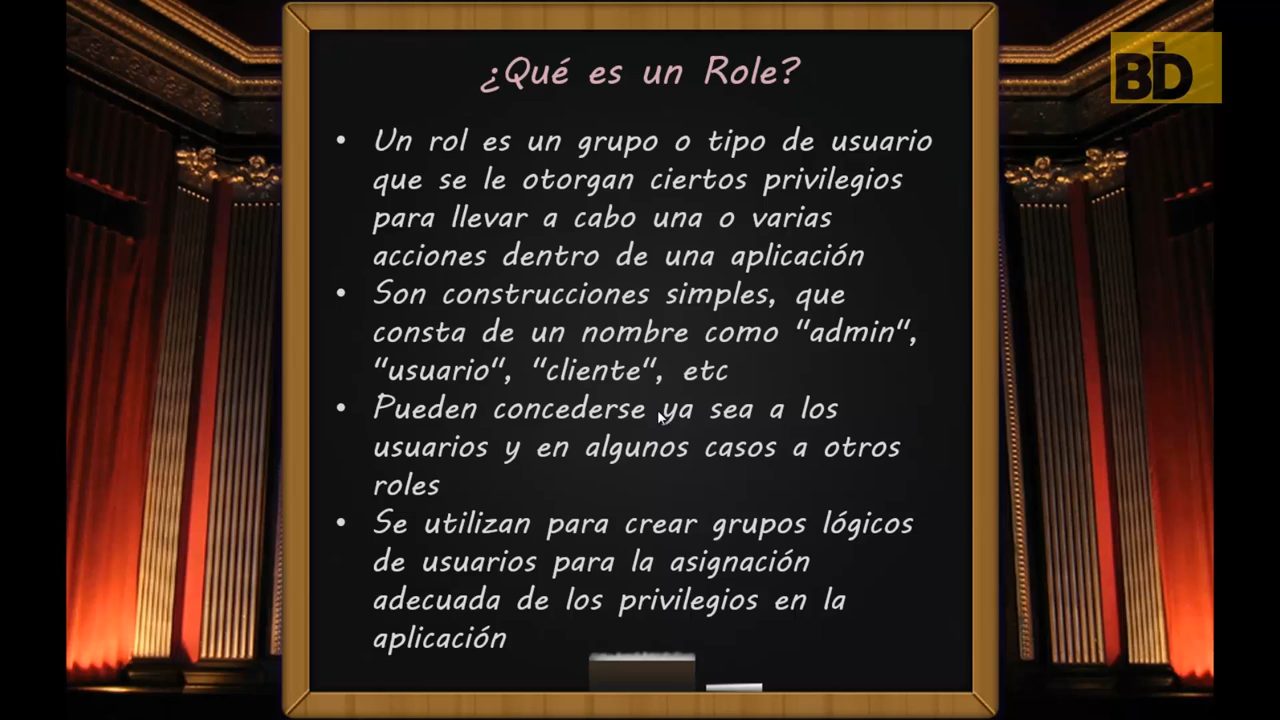 ¿Qué es un Role?
BID
• Un rol es un grupo o tipo de usuario
que se le otorgan ciertos privilegios
para llevar a cabo una o varias
acciones dentro de una aplicación
• Son construcciones simples, que
consta de un nombre como "admin",
"usuario", "cliente", etc
• Pueden concederse ya sea a los
usuarios y en algunos casos a otros
roles
• Se utilizan para crear grupos lógicos
de usuarios para la asignación
adecuada de los privilegios en la
aplicación